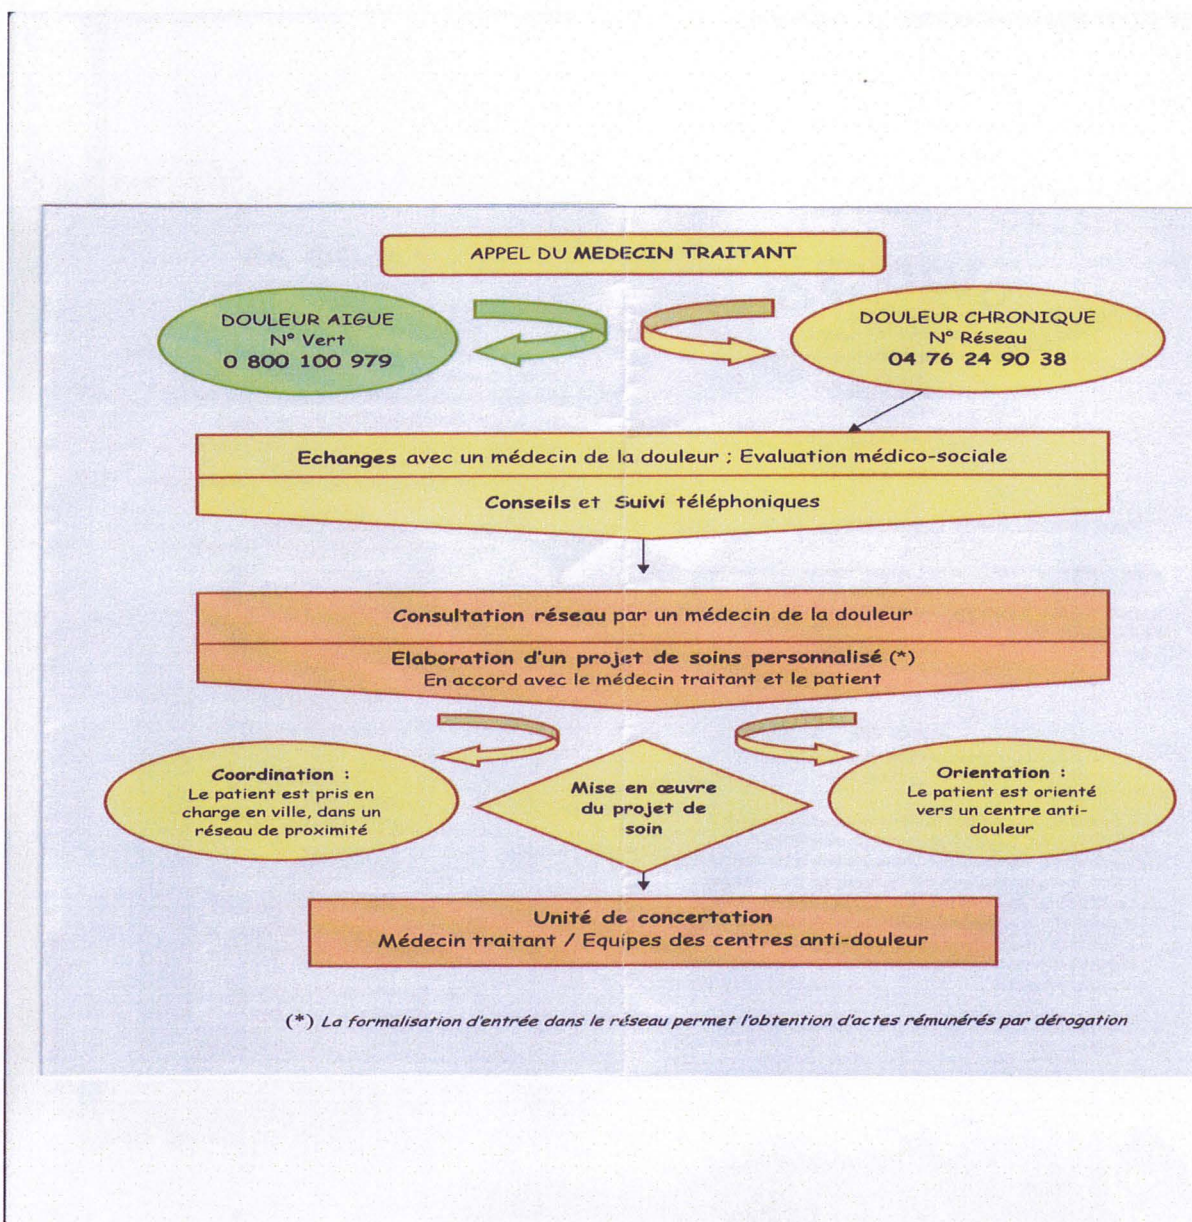 APPEL DU MEDECIN TRAITANT
DOULEUR AIGUE
N° Vert
0 800 100 979
DOULEUR CHRONIQUE
N° Réseau
04 76 24 90 38
Echanges avec un médecin de la douleur ; Evaluation médico-sociale
Conseils et Suivi téléphoniques
Consultation réseau par un médecin de la douleur
Elaboration d'un projet de soins personnalisé (*)
En accord avec le médecin traitant et le patient
Coordination :
Le patient est pris en
charge en ville, dans un
réseau de proximité
Mise en œuvre
du projet de
soin
Orientation :
Le patient est orienté
vers un centre anti-
douleur
Unité de concertation
Médecin traitant / Equipes des centres anti-douleur
(*) La formalisation d'entrée dans le réseau permet l'obtention d'actes rémunérés par dérogation